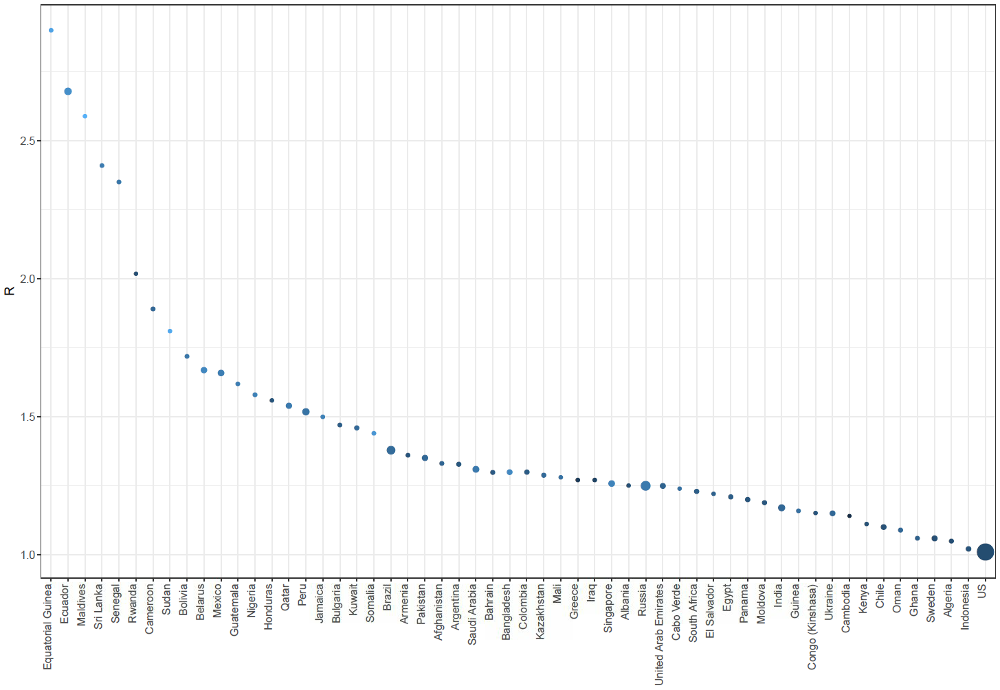 R
2.5
2.0
1.5
1.0
Equatorial Guinea
Ecuador
Maldives
Sri Lanka
Senegal
Rwanda
Cameroon
Sudan
Bolivia
Belarus
Mexico
Guatemala
Nigeria
Honduras
Qatar
Peru
Jamaica
Bulgaria
Kuwait
Somalia
Brazil
Armenia
Pakistan
Afghanistan
Argentina
Saudi Arabia
Bahrain
Bangladesh
Colombia
Kazakhstan
Mali
Greece
Iraq
Singapore
Albania
Russia
United Arab Emirates
Cabo Verde
South Africa
El Salvador
Egypt
Panama
Moldova
India
Guinea
Congo (Kinshasa)
Ukraine
Cambodia
Kenya
Chile
Oman
Ghana
Sweden
Algeria
Indonesia
US